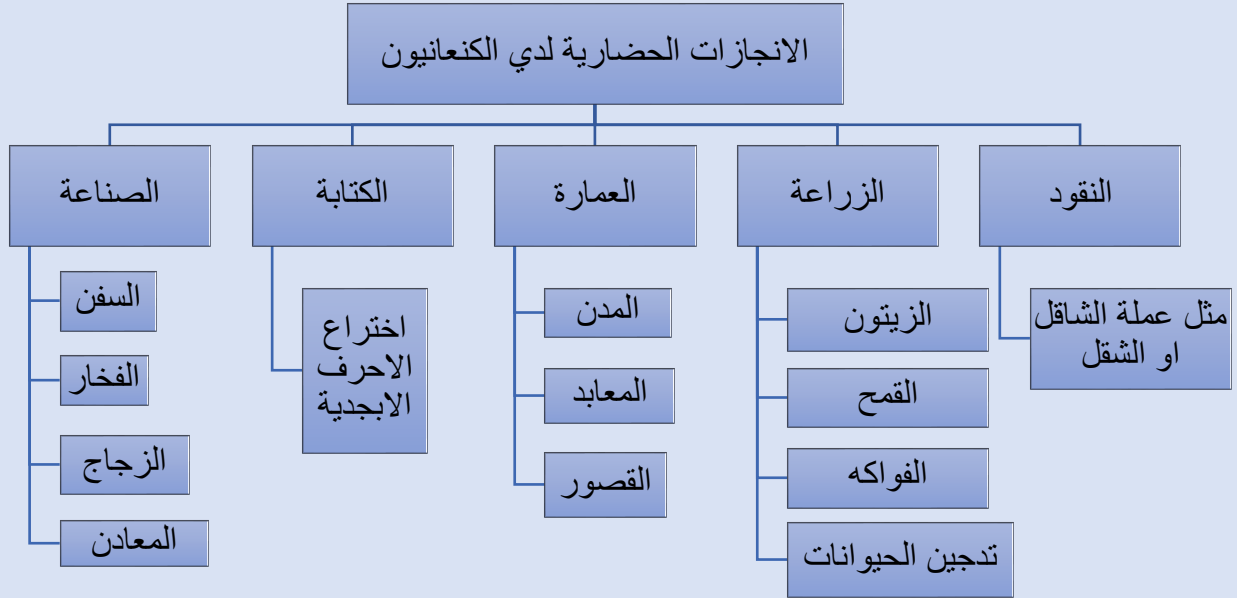 الانجازات الحضارية لدي الكنعانيون
النقود
مثل عملة الشاقل
او الشقل
الزراعة
الزيتون
القمح
الفواكه
تدجين الحيوانات
العمارة
المدن
المعابد
القصور
الكتابة
اختراع
الاحرف
الابجدية
الصناعة
السفن
الفخار
الزجاج
المعادن